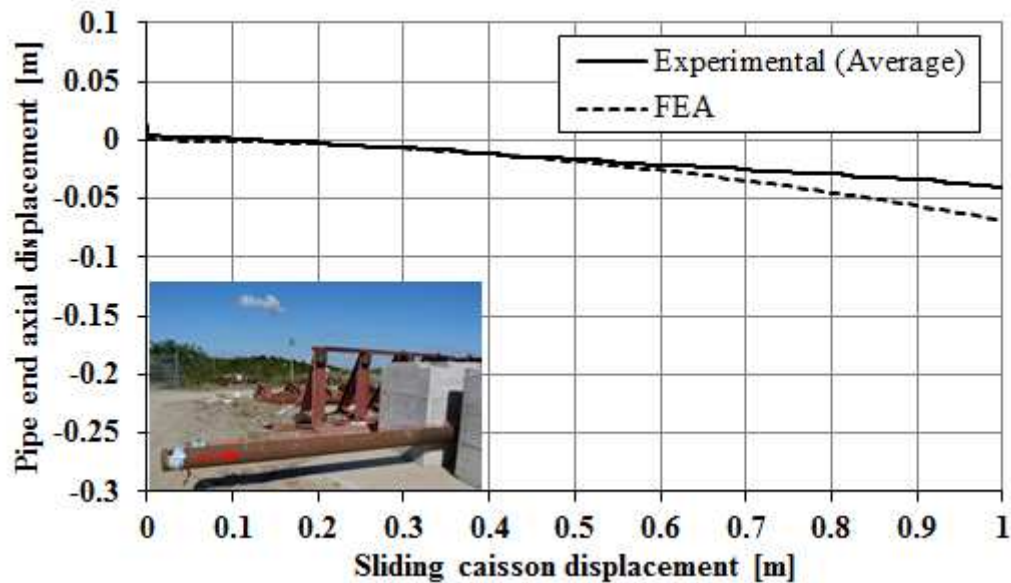 0.1
0.05
0
-0.05
-0.1
-0.15
-0.2
-0.25
-0.3
Pipe end axial displacement [m]
Experimental (Average)
FEA
0 0.1 0.2 0.3 0.4 0.5 0.6 0.7 0.8 0.9 1
Sliding caisson displacement [m]